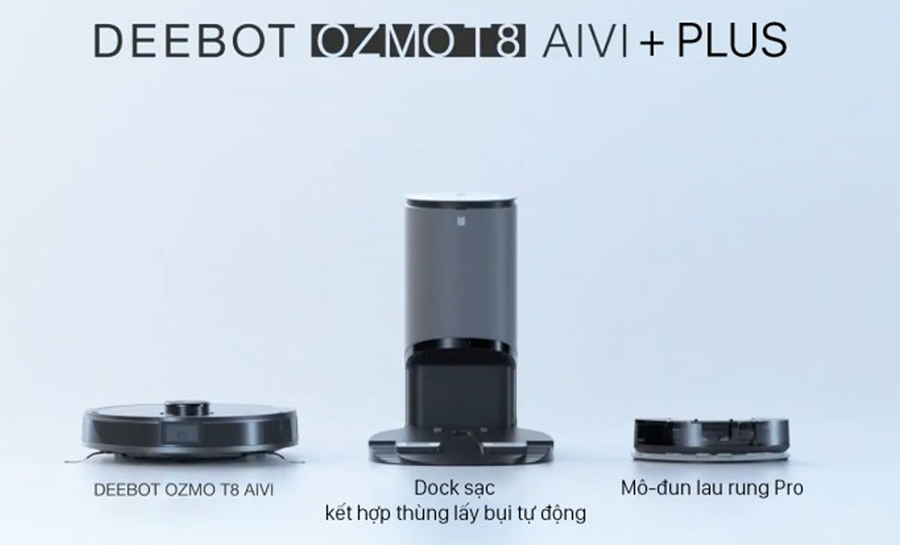 DEEBOT OZMO T8 AIVI + PLUS
DEEBOT OZMO T8 AIVI
Dock sạc
kết hợp thùng lấy bụi tự động
Mô-đun lau rung Pro